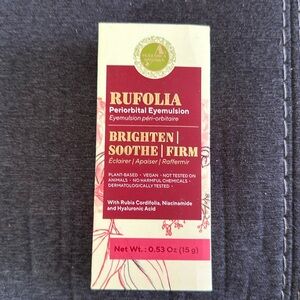 RUFOLIA
Periorbital Eyemulsion
Eyemulsion péri-orbitaire
BRIGHTEN |
SOOTHE | FIRM
Éclairer | Apaiser | Raffermir
PLANT-BASED • VEGAN • NOT TESTED ON
ANIMALS • NO HARMFUL CHEMICALS •
DERMATOLOGICALLY TESTED •
With Rubia Cordifolia, Niacinamide
and Hyaluronic Acid
Net Wt.: 0.53 Oz (15 g)